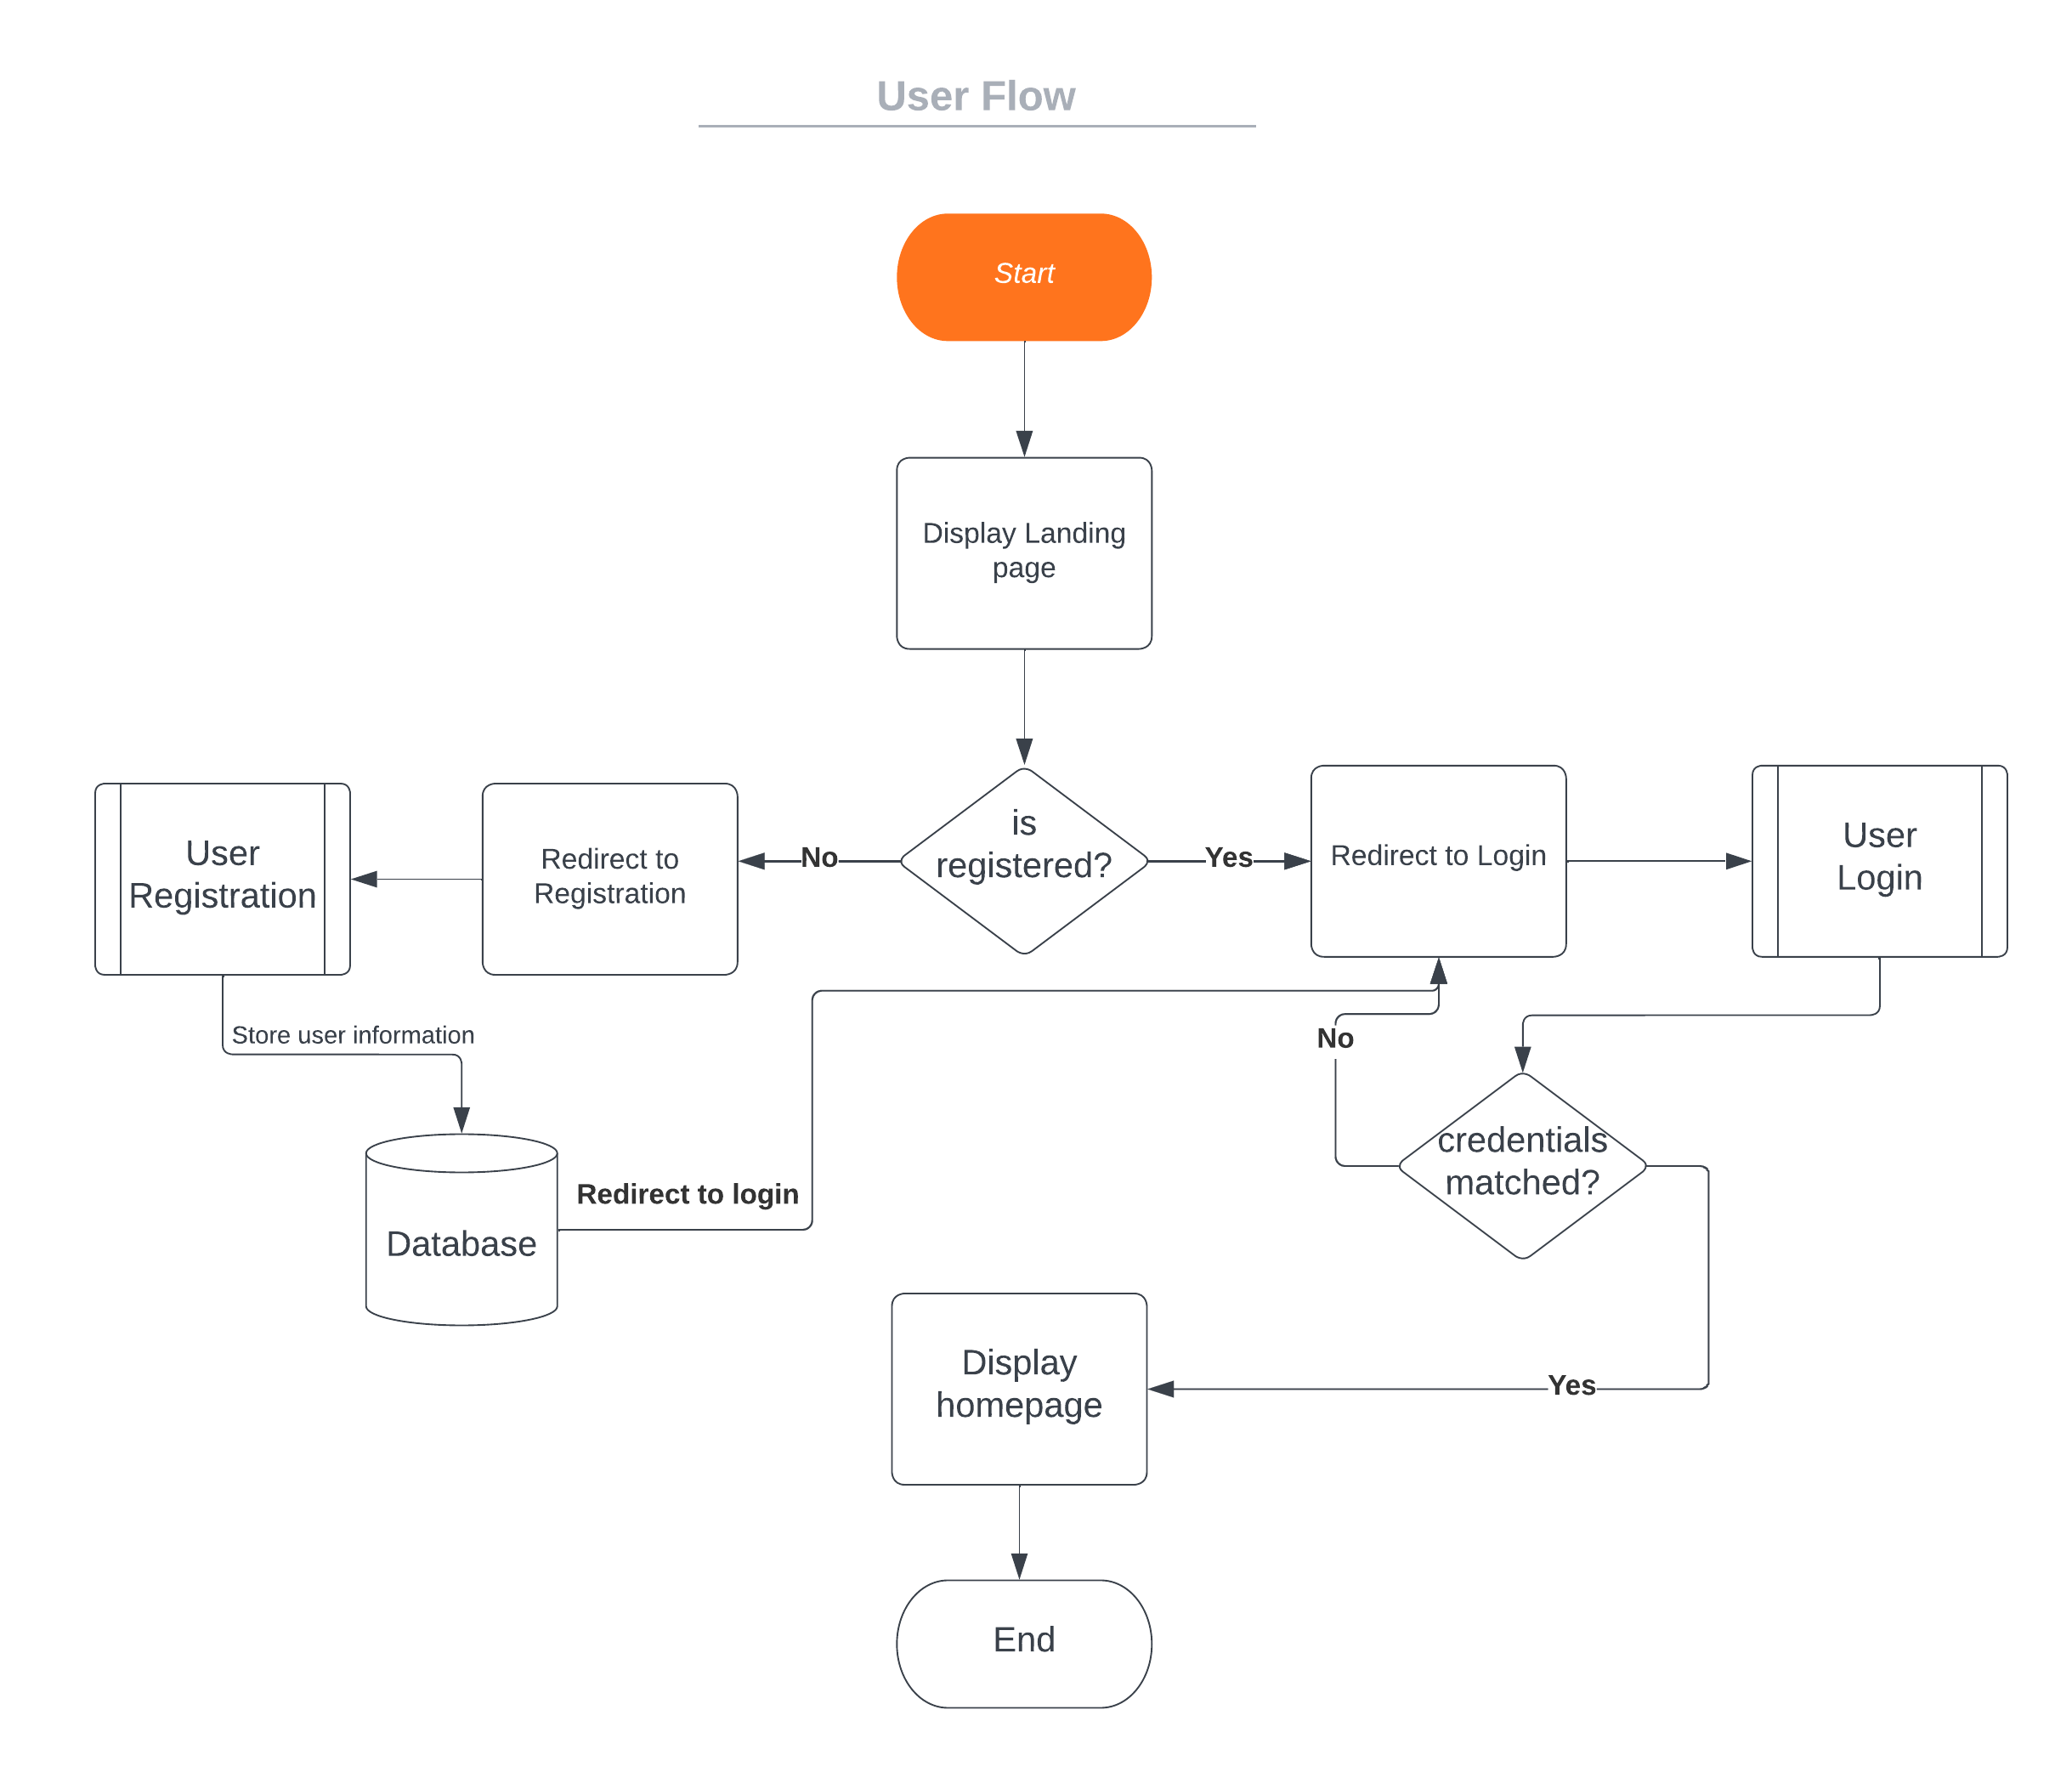 User Flow
Start
Display Landing
page
is
registered?
No
Yes
Redirect to
Registration
User
Registration
Redirect to Login
User
Login
Store user information
Database
Redirect to login
No
credentials
matched?
Yes
Display
homepage
End